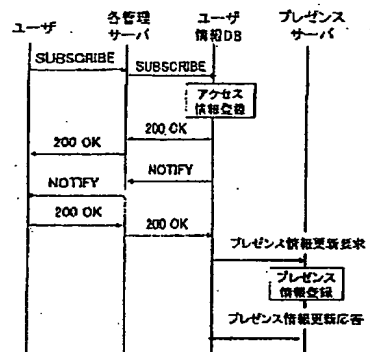 ユーザ
各管理
サーバ
ユーザ
情報DB
プレゼンス
サーバ
SUBSCRIBE
SUBSCRIBE
アクセス
情報登録
200 OK
200 OK
NOTIFY
NOTIFY
200 OK
200 OK
プレゼンス情報更新要求
プレゼンス
情報登録
プレゼンス情報更新応答